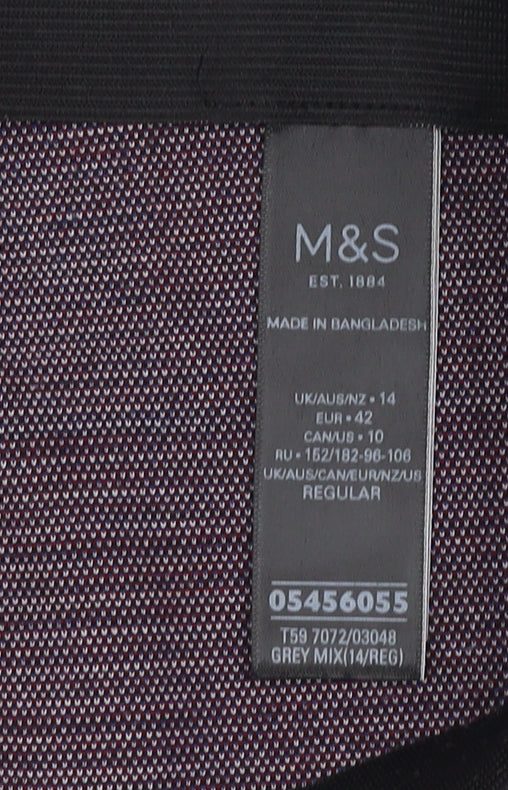 M&S
EST. 1884
MADE IN BANGLADESH
UK/AUS/NZ • 14
EUR • 42
CAN/US • 10
RU • 152/182-96-106
UK/AUS/CAN/EUR/NZ/US
REGULAR
05456055
T59 7072/03048
GREY MIX(14/REG)